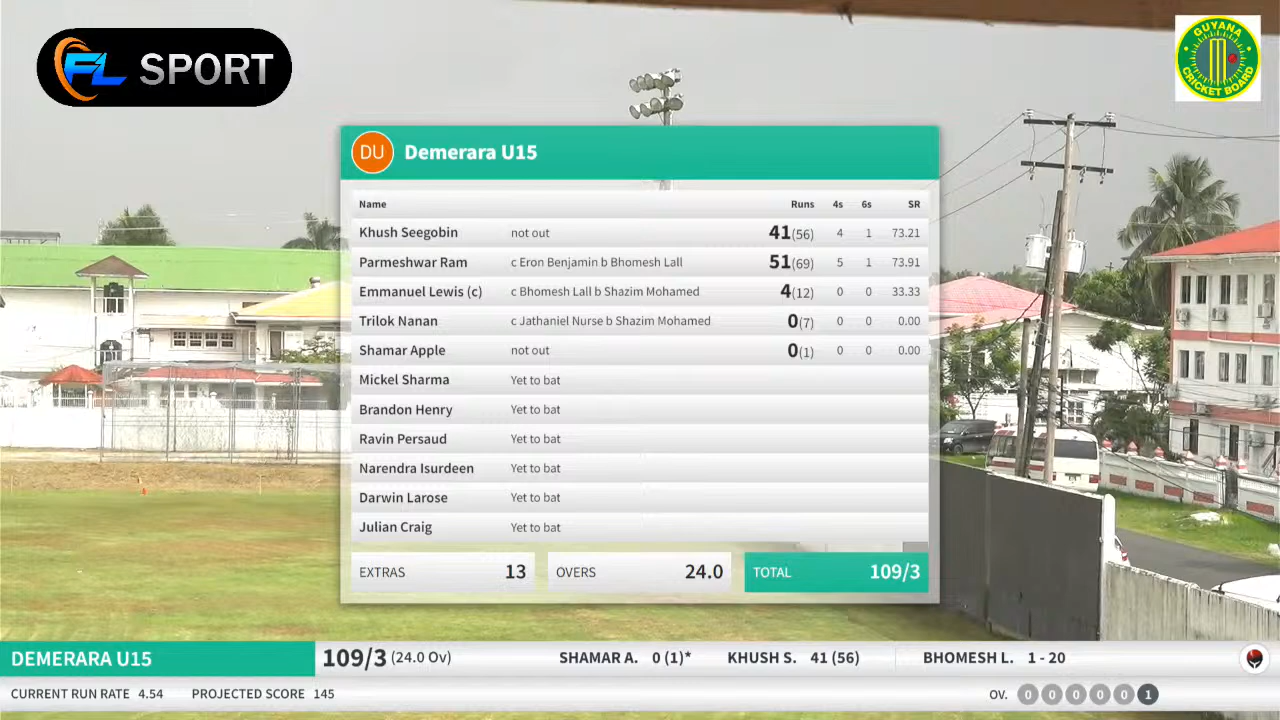 FL SPORT
GUYANA
CRICKET BOARD
DU Demerara U15
Name Runs 4s 6s SR
Khush Seegobin not out 41(56) 4 1 73.21
Parmeshwar Ram c Eron Benjamin b Bhomesh Lall 51(69) 5 1 73.91
Emmanuel Lewis (c) c Bhomesh Lall b Shazim Mohamed 4(12) 0 0 33.33
Trilok Nanan c Jathaniel Nurse b Shazim Mohamed 0(7) 0 0 0.00
Shamar Apple not out 0(1) 0 0 0.00
Mickel Sharma Yet to bat
Brandon Henry Yet to bat
Ravin Persaud Yet to bat
Narendra Isurdeen Yet to bat
Darwin Larose Yet to bat
Julian Craig Yet to bat
EXTRAS 13 OVERS 24.0 TOTAL 109/3
DEMERARA U15 109/3 (24.0 Ov) SHAMAR A. 0 (1)* KHUSH S. 41 (56) BHOMESH L. 1 - 20
CURRENT RUN RATE 4.54 PROJECTED SCORE 145 OV. 0 0 0 0 0 1